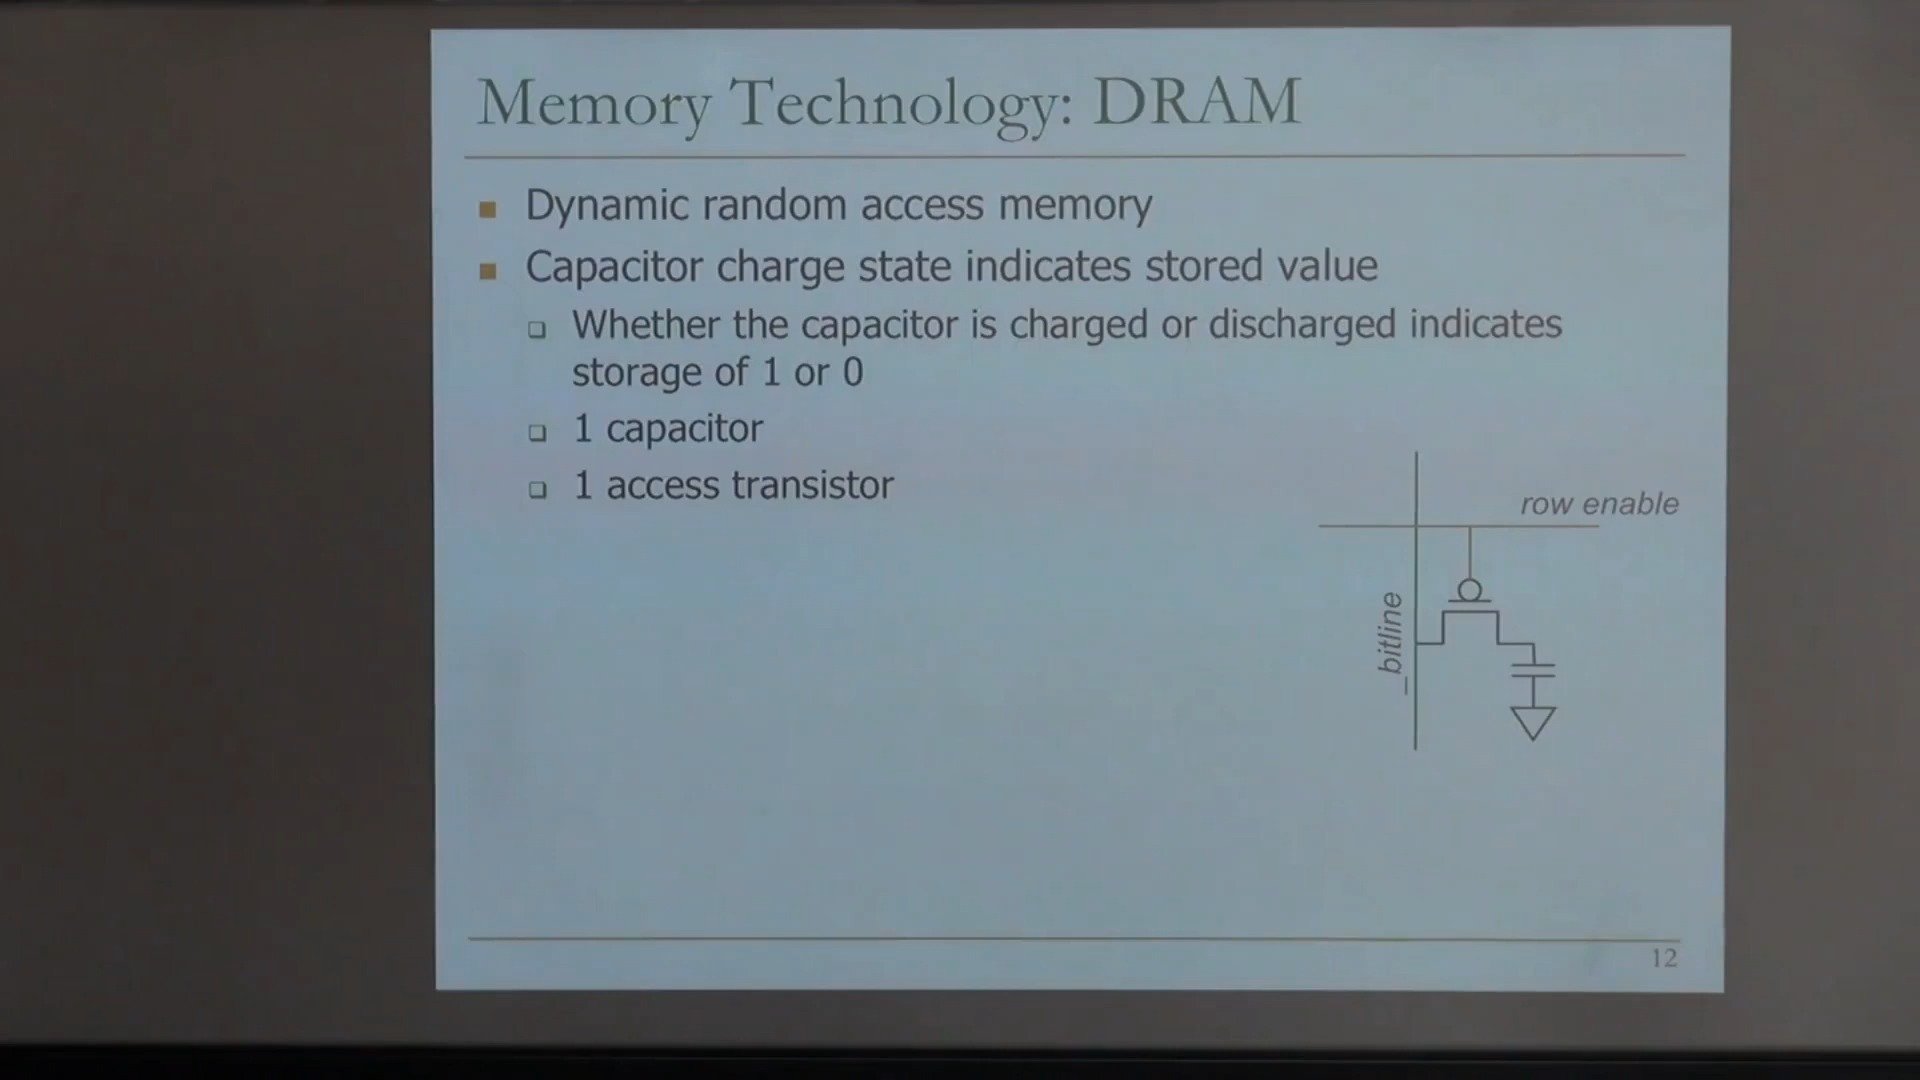 Memory Technology: DRAM
Dynamic random access memory
Capacitor charge state indicates stored value
Whether the capacitor is charged or discharged indicates
storage of 1 or 0
1 capacitor
1 access transistor
row enable
_bitline
12